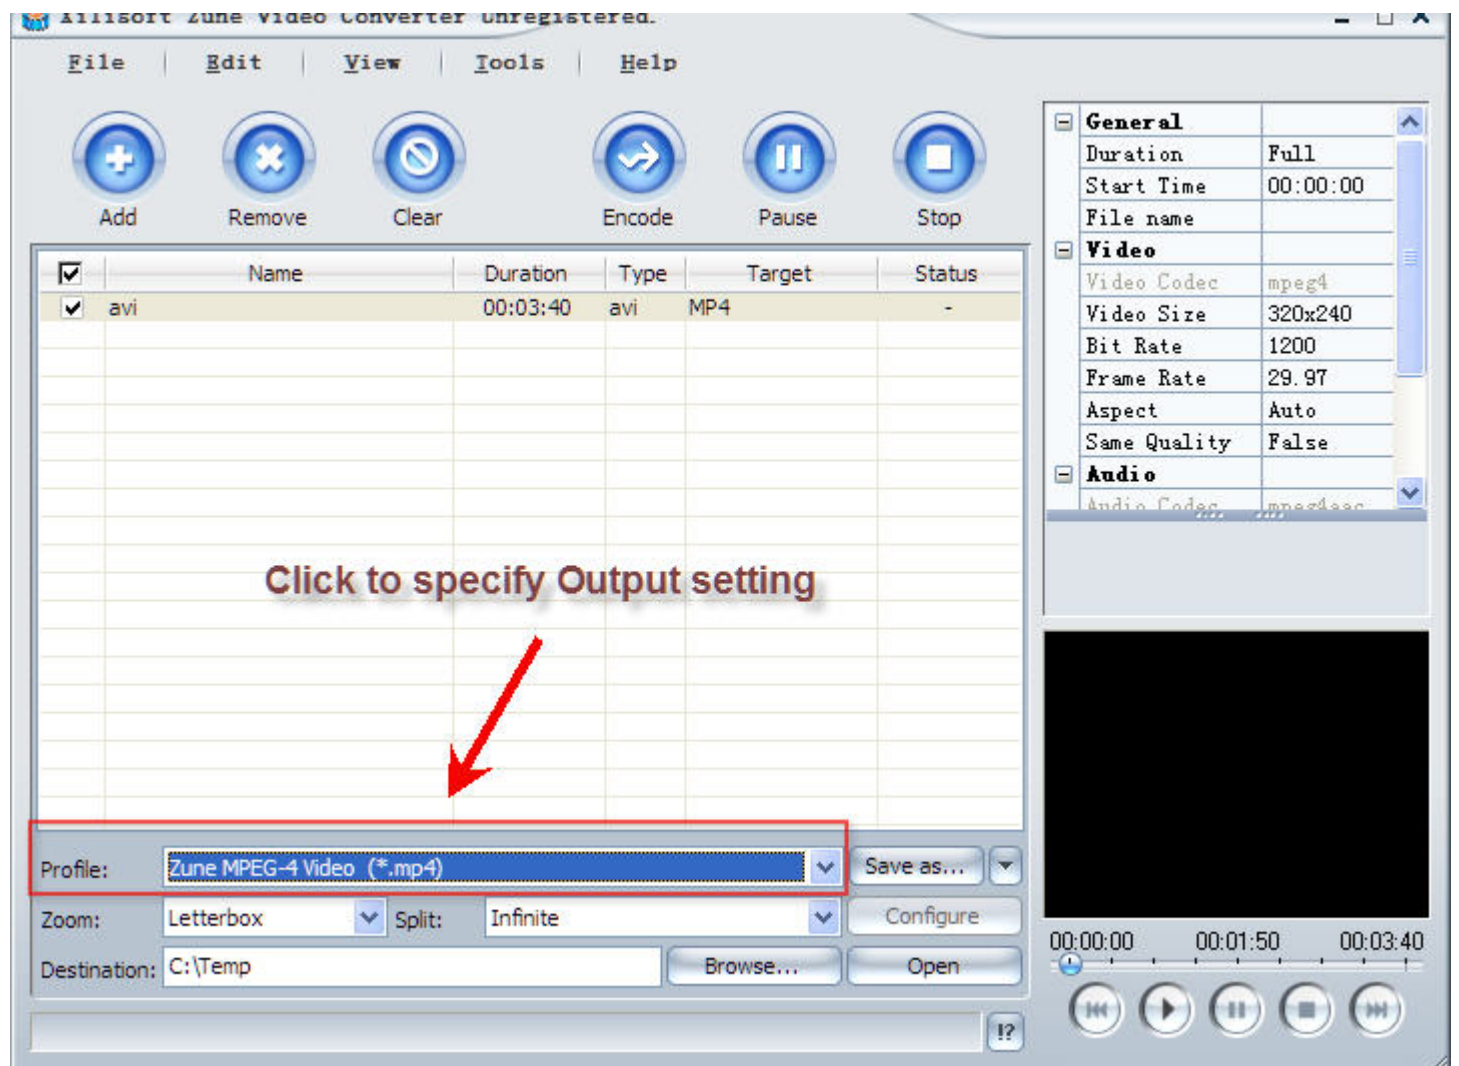 Xilisoft Zune Video Converter Unregistered.
File Edit View Tools Help
Add Remove Clear Encode Pause Stop
Name Duration Type Target Status
avi 00:03:40 avi MP4 -
Click to specify Output setting
Profile: Zune MPEG-4 Video (*.mp4) Save as...
Zoom: Letterbox Split: Infinite Configure
Destination: C:\Temp Browse... Open
!?
General
Duration Full
Start Time 00:00:00
File name
Video
Video Codec mpeg4
Video Size 320x240
Bit Rate 1200
Frame Rate 29.97
Aspect Auto
Same Quality False
Audio
Audio Codec mpeg4aac
00:00:00 00:01:50 00:03:40